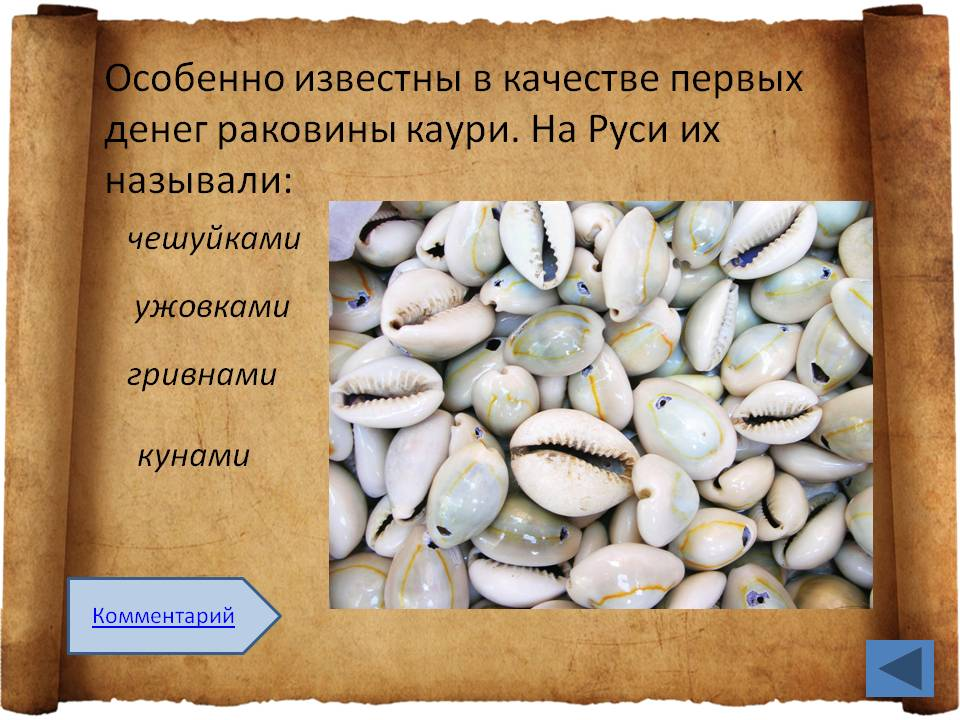 Особенно известны в качестве первых
денег раковины каури. На Руси их
называли:
чешуйками
ужовками
гривнами
кунами
Комментарий